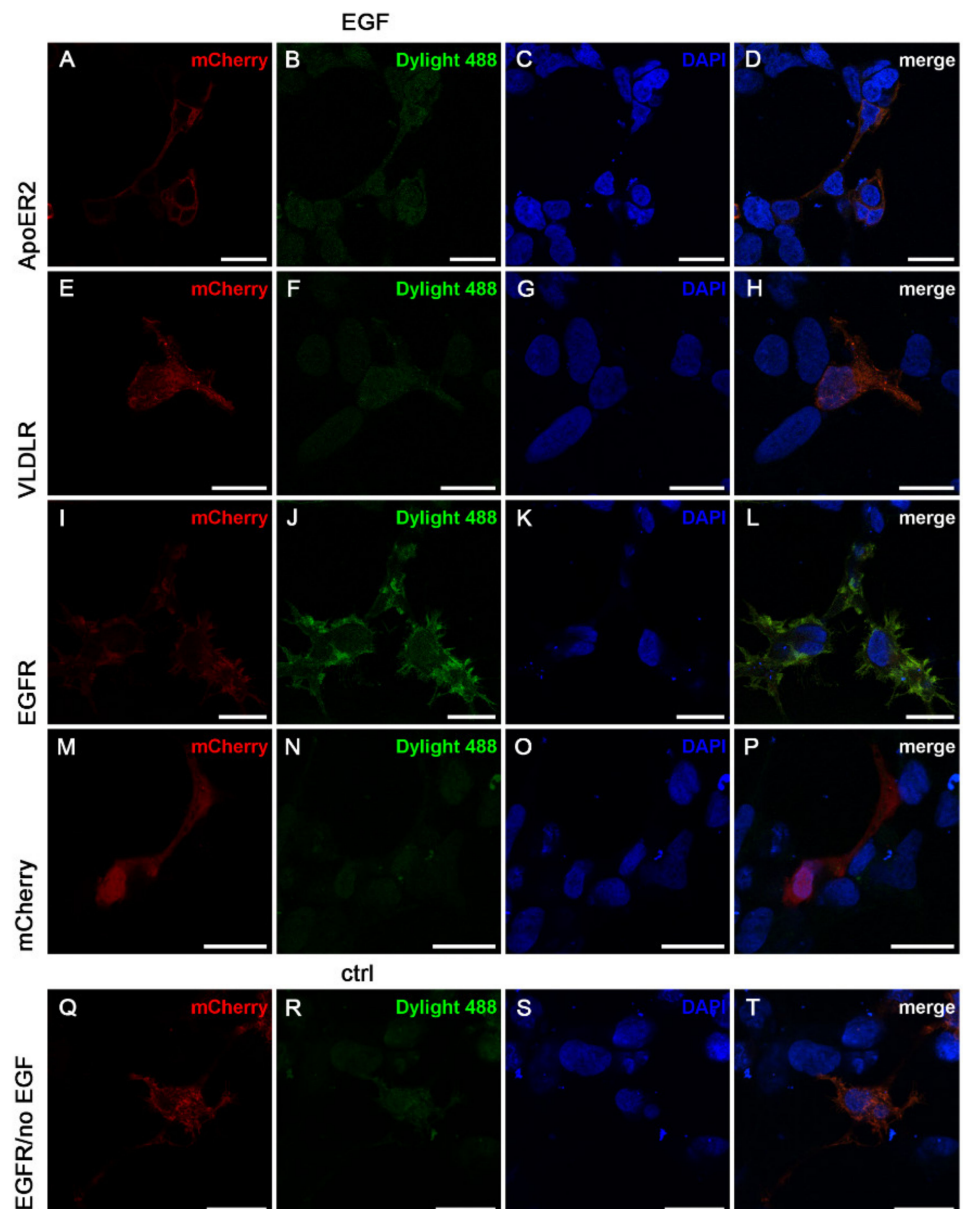 EGF
A mCherry B Dylight 488 C DAPI D merge
ApoER2
E mCherry F Dylight 488 G DAPI H merge
VLDLR
I mCherry J Dylight 488 K DAPI L merge
EGFR
M mCherry N Dylight 488 O DAPI P merge
mCherry
ctrl
Q mCherry R Dylight 488 S DAPI T merge
EGFR/no EGF